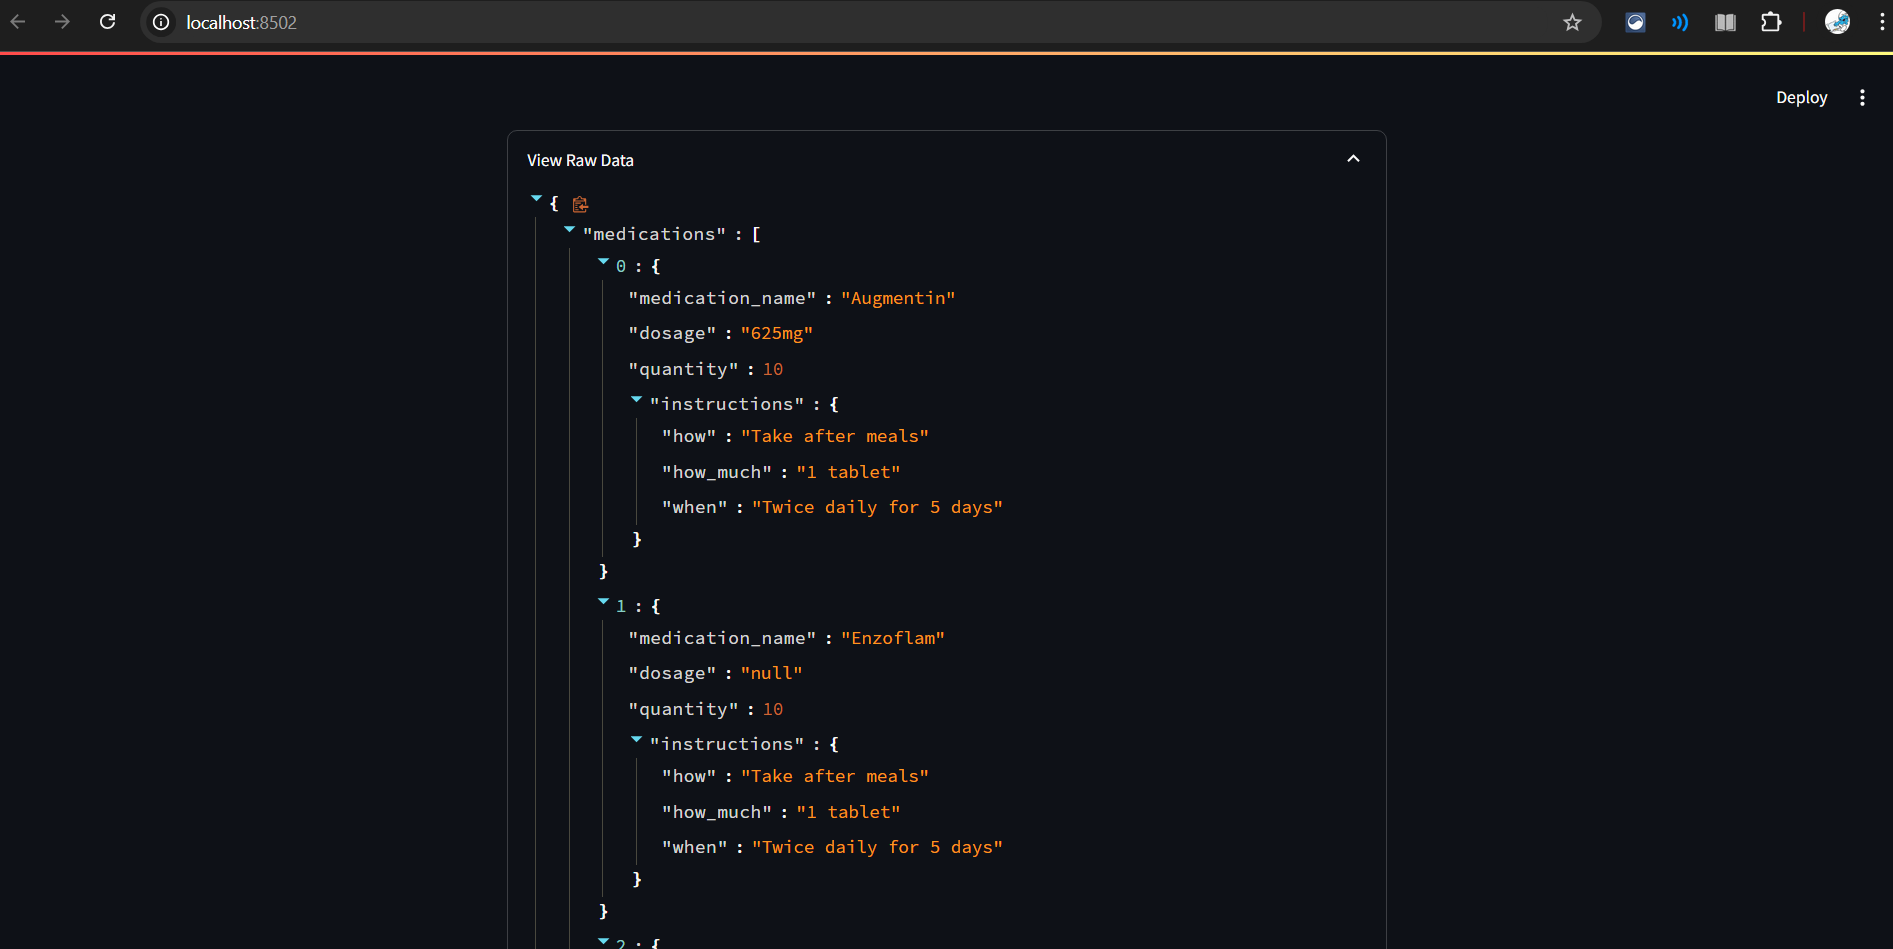 localhost:8502
Deploy
View Raw Data
{
"medications" : [
0 : {
"medication_name" : "Augmentin"
"dosage" : "625mg"
"quantity" : 10
"instructions" : {
"how" : "Take after meals"
"how_much" : "1 tablet"
"when" : "Twice daily for 5 days"
}
}
1 : {
"medication_name" : "Enzoflam"
"dosage" : "null"
"quantity" : 10
"instructions" : {
"how" : "Take after meals"
"how_much" : "1 tablet"
"when" : "Twice daily for 5 days"
}
}
2 : {